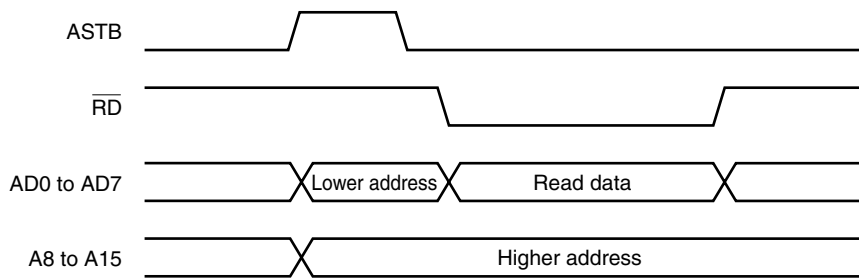 ASTB
RD
AD0 to AD7 Lower address Read data
A8 to A15 Higher address